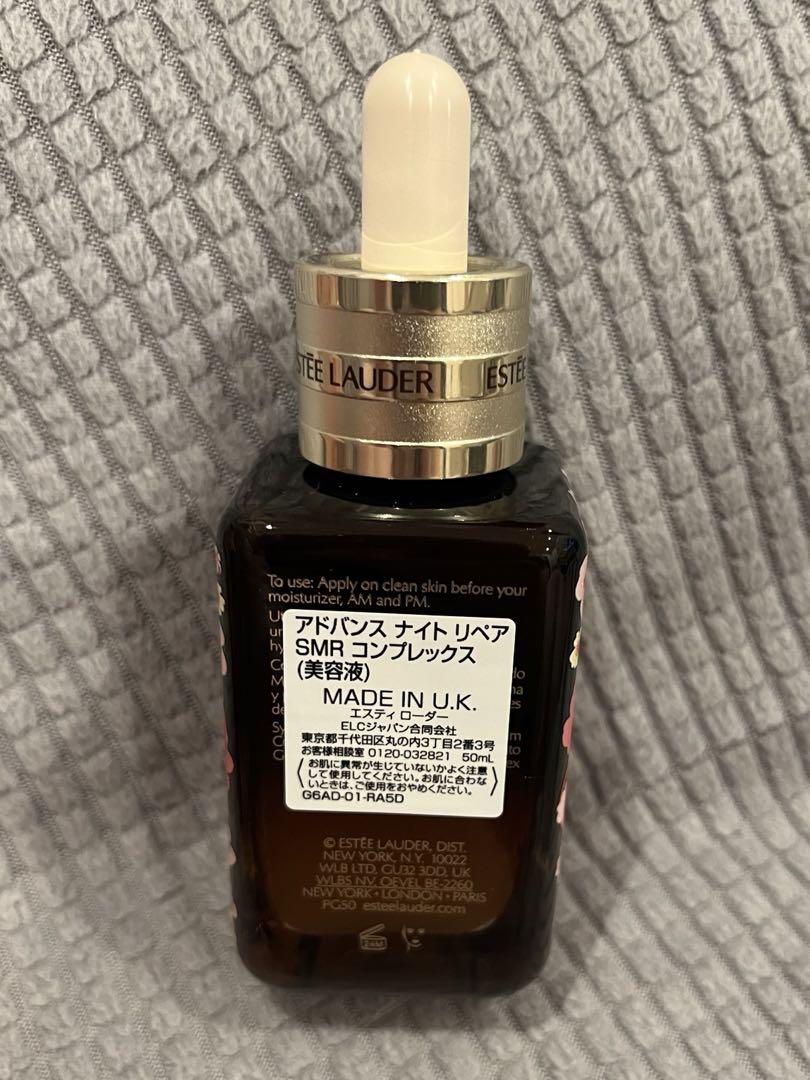 STĒE LAUDER ESTĒE
To use: Apply on clean skin before your
moisturizer, AM and PM.
アドバンス ナイト リペア
SMR コンプレックス
(美容液)
MADE IN U.K.
エスティ ローダー
ELCジャパン合同会社
東京都千代田区丸の内3丁目2番3号
お客様相談室 0120-032821 50mL
お肌に異常が生じていないかよく注意
して使用してください。お肌に合わな
いときは、ご使用をおやめください。
G6AD-01-RA5D
© ESTĒE LAUDER, DIST.
NEW YORK, N.Y. 10022
WLB LTD, GU32 3DD, UK
WLBS NV, OEVEL BE-2260
NEW YORK • LONDON • PARIS
PG50 esteelauder.com
24M